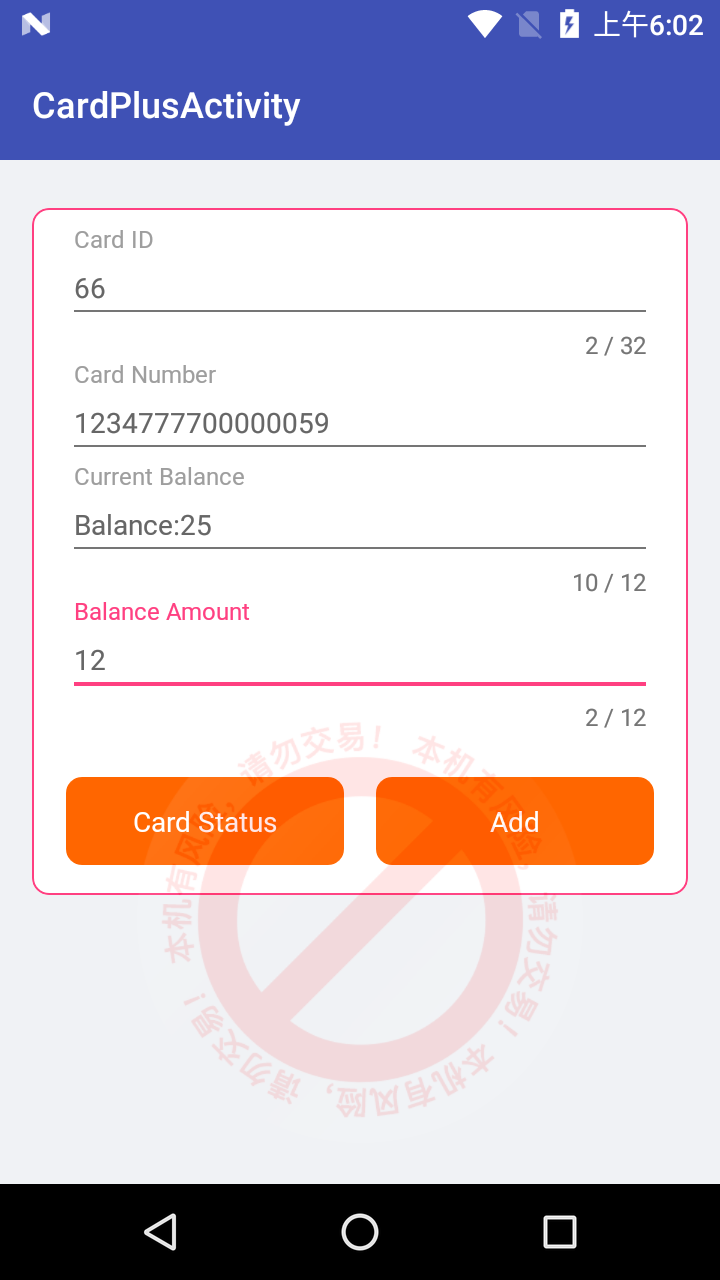 上午6:02
CardPlusActivity
Card ID
66
2 / 32
Card Number
1234777700000059
Current Balance
Balance:25
10 / 12
Balance Amount
12
2 / 12
Card Status
Add
本机有风险，请勿交易！本机有风险，请勿交易！本机有风险，请勿交易！